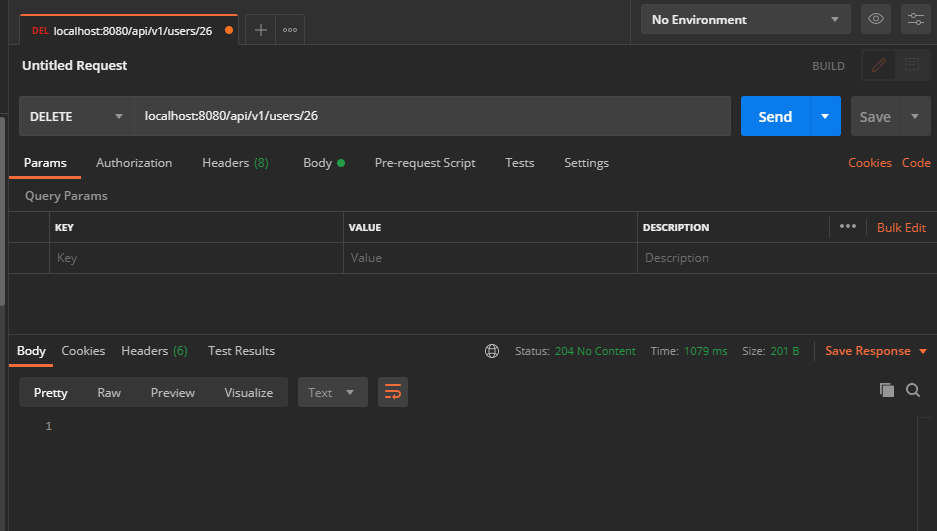 DEL localhost:8080/api/v1/users/26
No Environment
Untitled Request
BUILD
DELETE localhost:8080/api/v1/users/26 Send Save
Params Authorization Headers (8) Body Pre-request Script Tests Settings Cookies Code
Query Params
KEY VALUE DESCRIPTION Bulk Edit
Key Value Description
Body Cookies Headers (6) Test Results Status: 204 No Content Time: 1079 ms Size: 201 B Save Response
Pretty Raw Preview Visualize Text
1